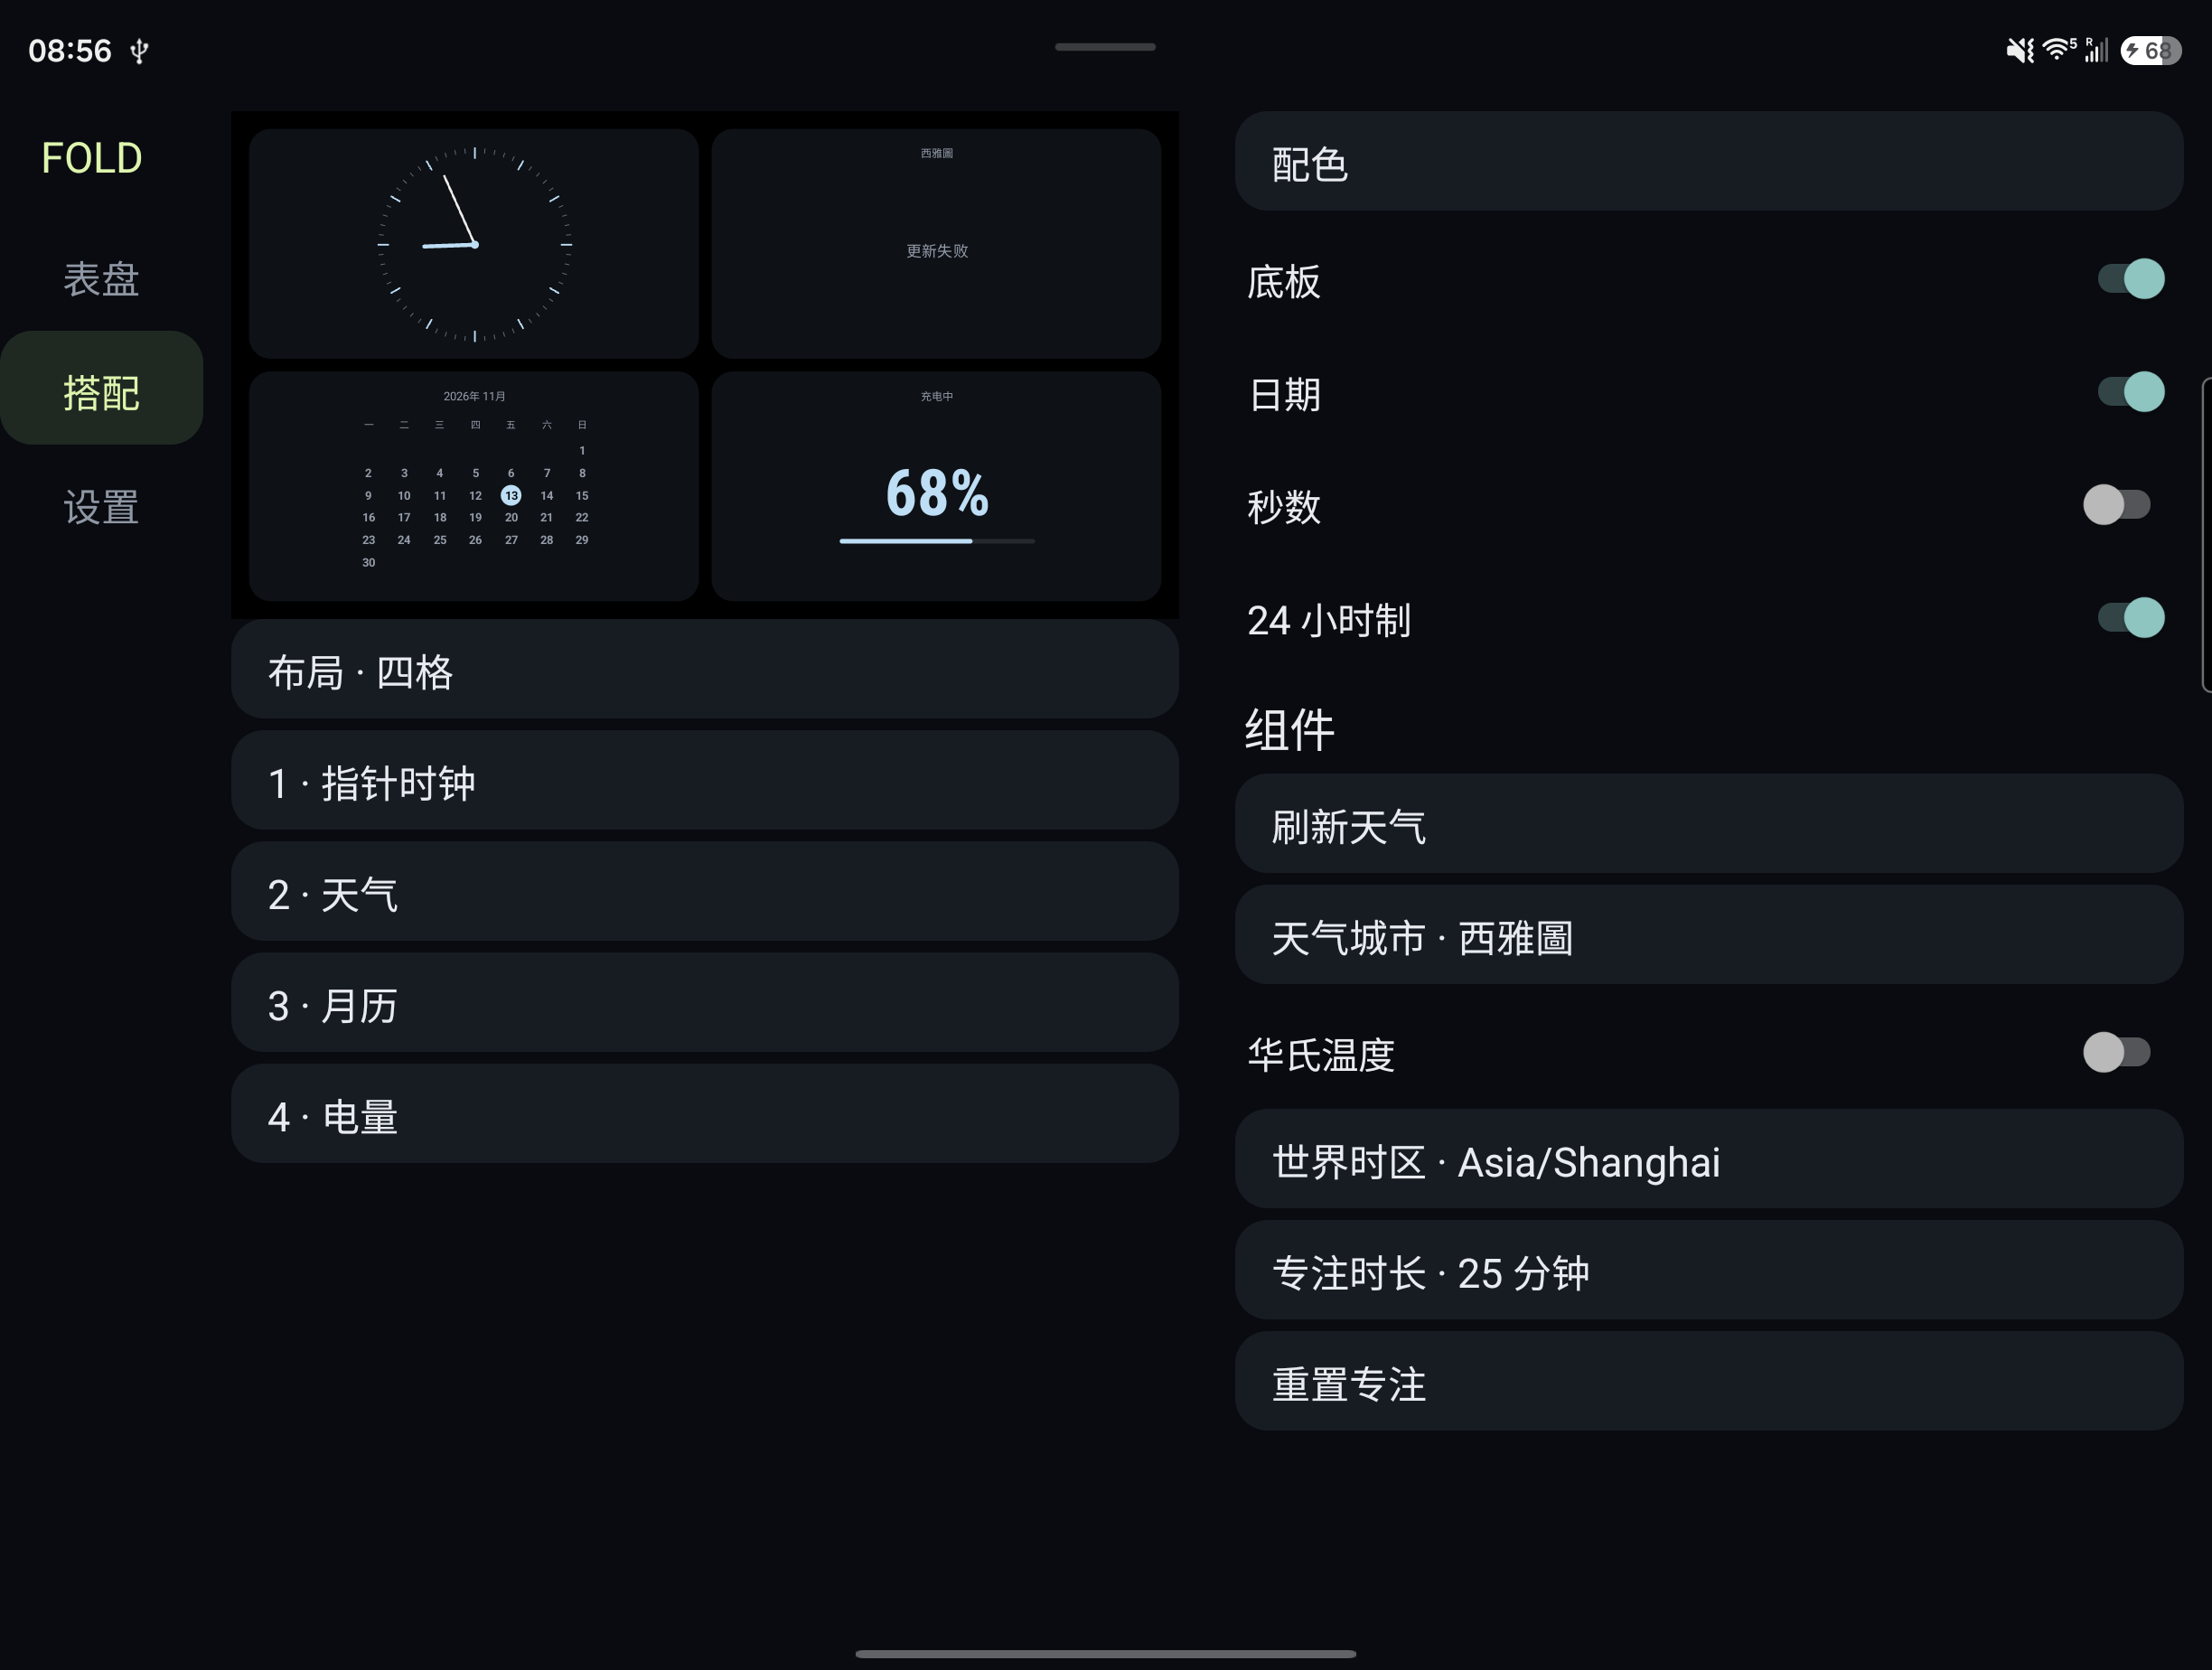 08:56
5
R
68
FOLD
表盘
搭配
设置
西雅圖
更新失败
2026年 11月
一 二 三 四 五 六 日
1
2 3 4 5 6 7 8
9 10 11 12 13 14 15
16 17 18 19 20 21 22
23 24 25 26 27 28 29
30
充电中
68%
布局 · 四格
1 · 指针时钟
2 · 天气
3 · 月历
4 · 电量
配色
底板
日期
秒数
24 小时制
组件
刷新天气
天气城市 · 西雅圖
华氏温度
世界时区 · Asia/Shanghai
专注时长 · 25 分钟
重置专注